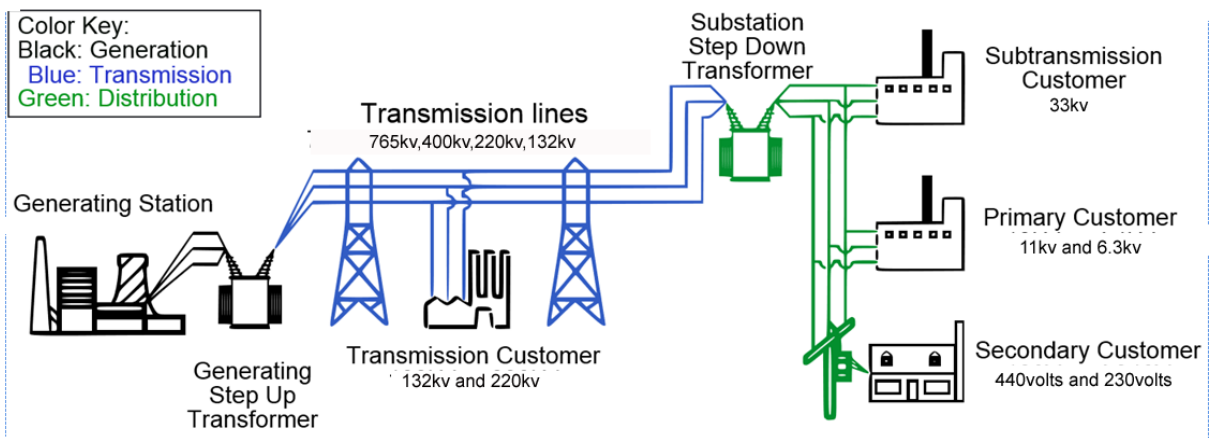 Color Key:
Black: Generation
Blue: Transmission
Green: Distribution
Substation
Step Down
Transformer
Subtransmission
Customer
33kv
Transmission lines
765kv,400kv,220kv,132kv
Generating Station
Primary Customer
11kv and 6.3kv
Generating
Step Up
Transformer
Transmission Customer
132kv and 220kv
Secondary Customer
440volts and 230volts